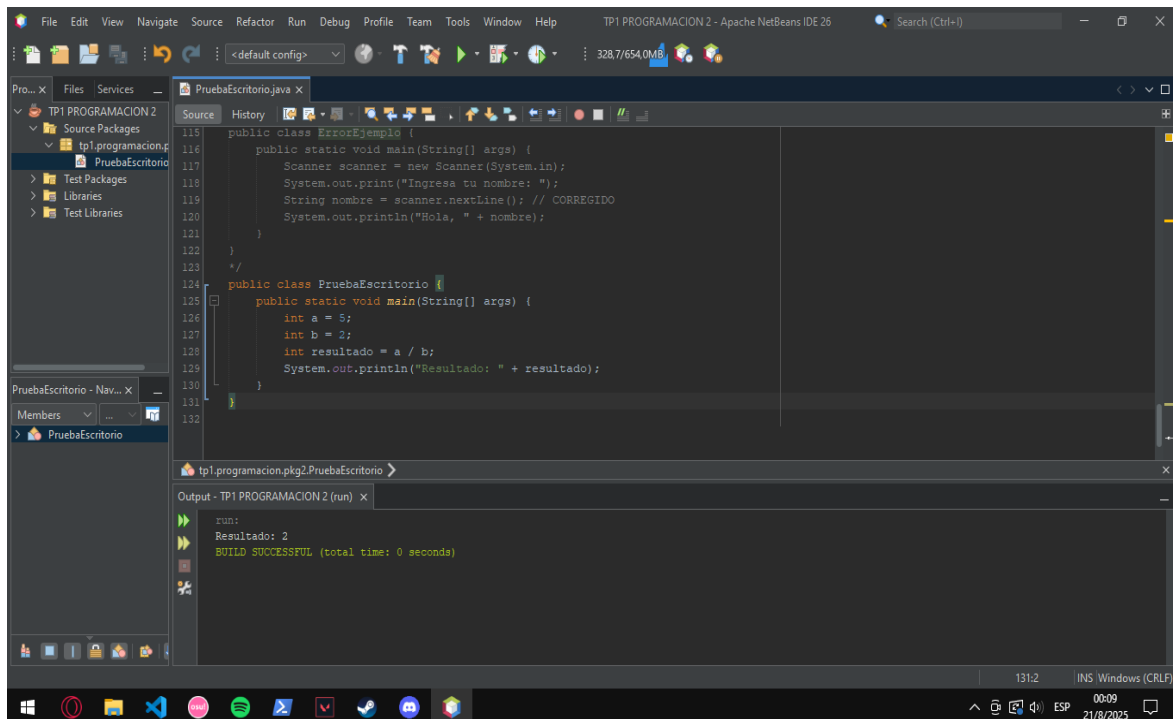 File Edit View Navigate Source Refactor Run Debug Profile Team Tools Window Help TP1 PROGRAMACION 2 - Apache NetBeans IDE 26 Search (Ctrl+I)
<default config> 328,7/654,0MB
Pro... X Files Services
PruebaEscritorio.java
TP1 PROGRAMACION 2
Source Packages
tp1.programacion.p
PruebaEscritorio
Test Packages
Libraries
Test Libraries
Source History
115 public class ErrorEjemplo {
116 public static void main(String[] args) {
117 Scanner scanner = new Scanner(System.in);
118 System.out.print("Ingresa tu nombre: ");
119 String nombre = scanner.nextLine(); // CORREGIDO
120 System.out.println("Hola, " + nombre);
121 }
122 }
123 */
124 public class PruebaEscritorio {
125 public static void main(String[] args) {
126 int a = 5;
127 int b = 2;
128 int resultado = a / b;
129 System.out.println("Resultado: " + resultado);
130 }
131 }
132
PruebaEscritorio - Nav... X
Members ...
PruebaEscritorio
tp1.programacion.pkg2.PruebaEscritorio
Output - TP1 PROGRAMACION 2 (run) X
run:
Resultado: 2
BUILD SUCCESSFUL (total time: 0 seconds)
131:2 INS Windows (CRLF)
osu!
ESP
00:09
21/8/2025